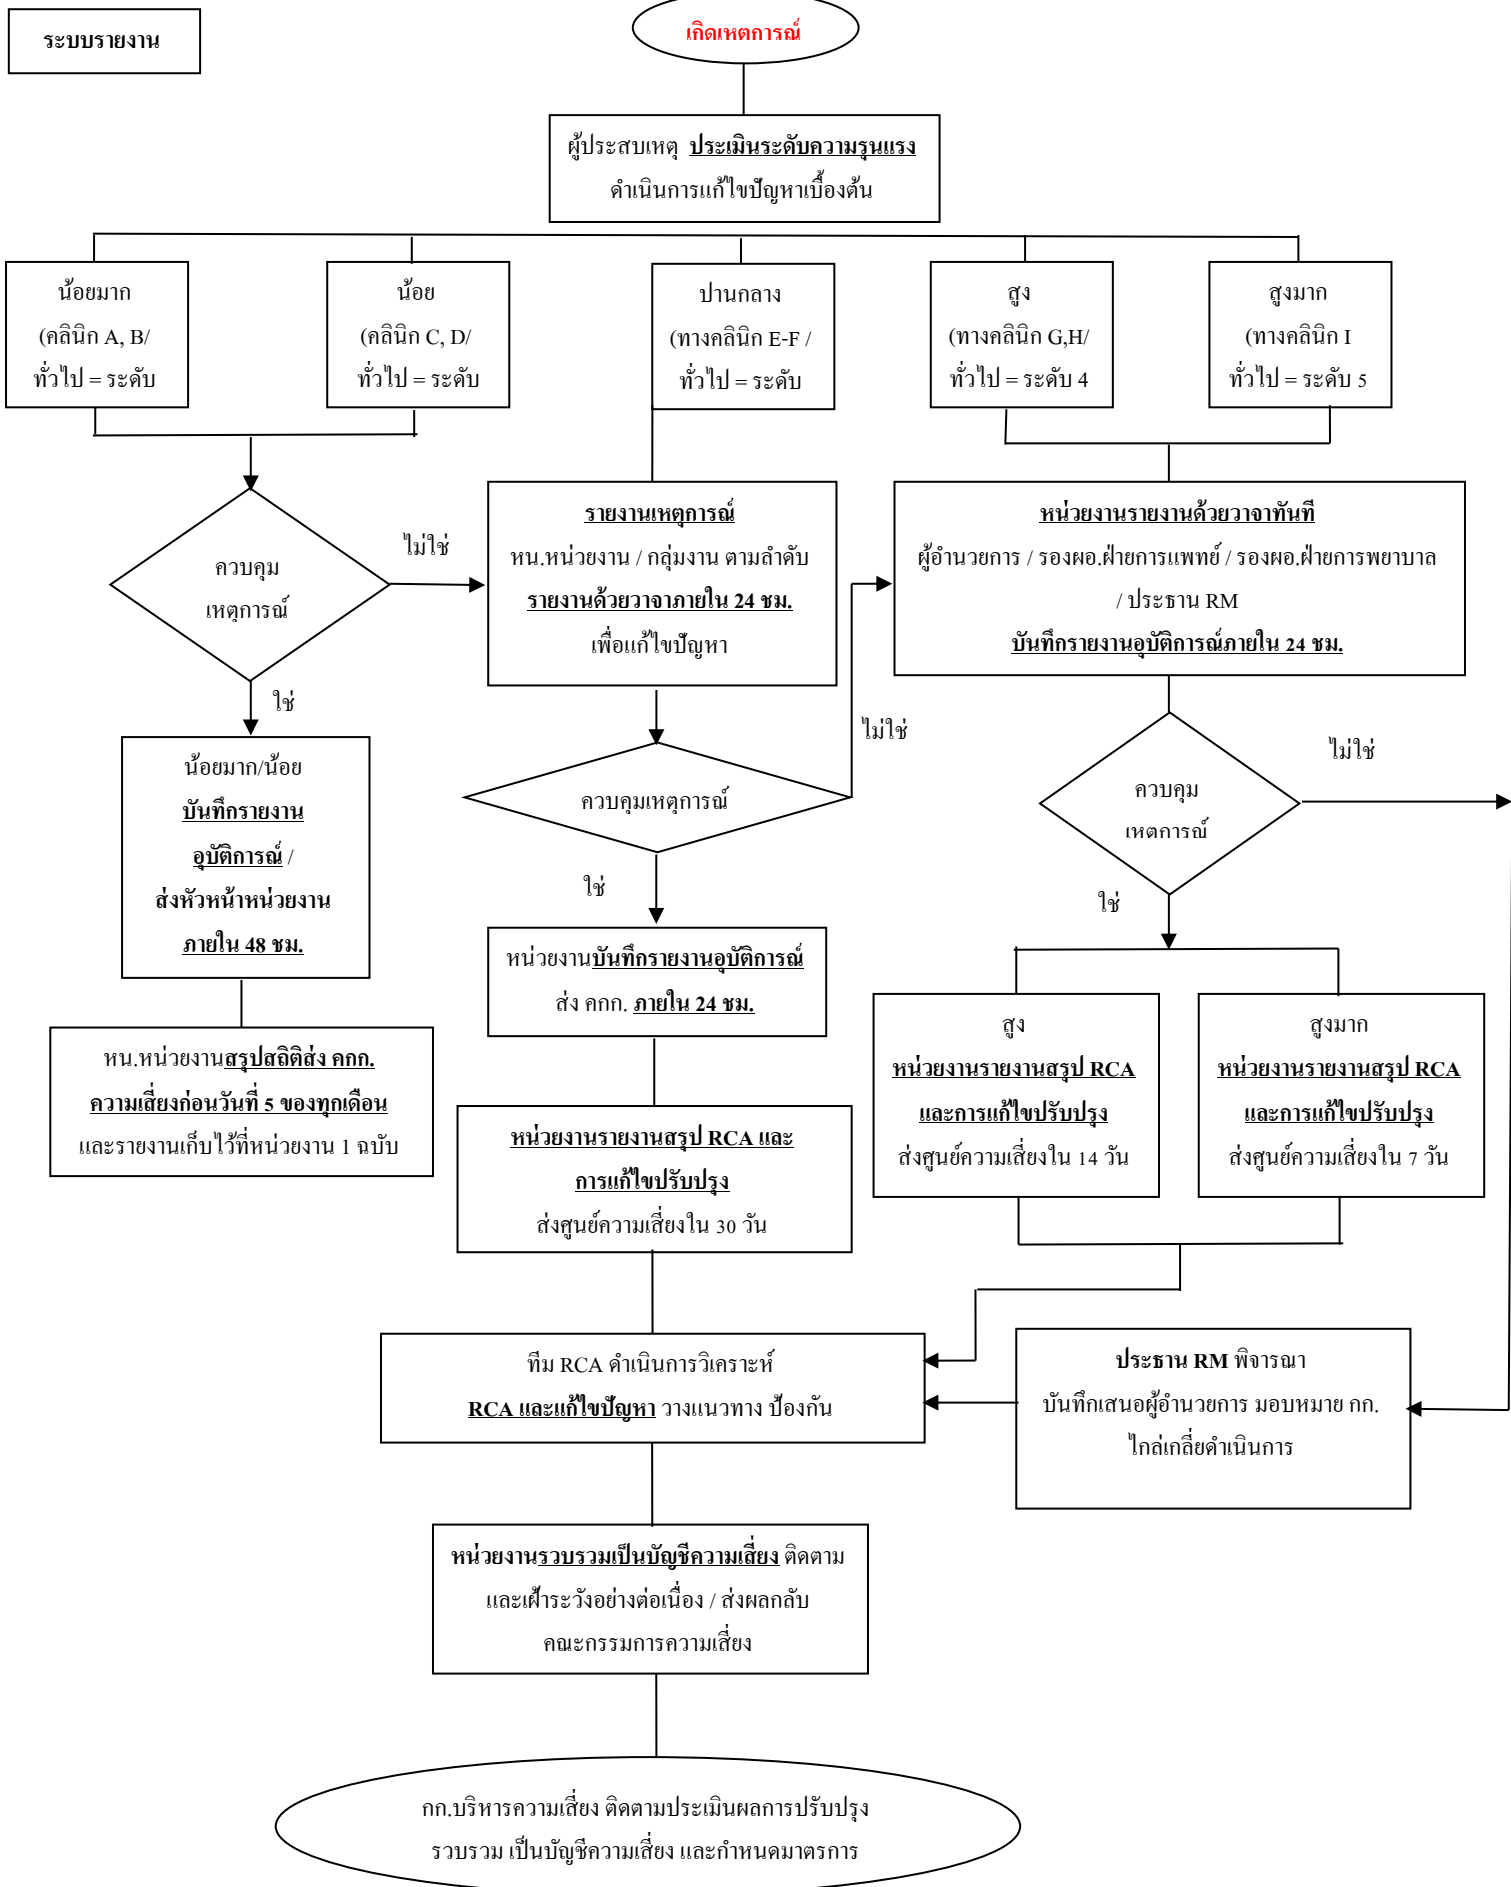 ระบบรายงาน
เกิดเหตุการณ์
ผู้ประสบเหตุ ประเมินระดับความรุนแรง
ดำเนินการแก้ไขปัญหาเบื้องต้น
น้อยมาก
(คลินิก A, B/
ทั่วไป = ระดับ
น้อย
(คลินิก C, D/
ทั่วไป = ระดับ
ปานกลาง
(ทางคลินิก E-F /
ทั่วไป = ระดับ
สูง
(ทางคลินิก G,H/
ทั่วไป = ระดับ 4
สูงมาก
(ทางคลินิก I
ทั่วไป = ระดับ 5
ควบคุม
เหตุการณ์
ไม่ใช่
ใช่
รายงานเหตุการณ์
หน.หน่วยงาน / กลุ่มงาน ตามลำดับ
รายงานด้วยวาจาภายใน 24 ชม.
เพื่อแก้ไขปัญหา
หน่วยงานรายงานด้วยวาจาทันที
ผู้อำนวยการ / รองผอ.ฝ่ายการแพทย์ / รองผอ.ฝ่ายการพยาบาล
/ ประธาน RM
บันทึกรายงานอุบัติการณ์ภายใน 24 ชม.
น้อยมาก/น้อย
บันทึกรายงาน
อุบัติการณ์ /
ส่งหัวหน้าหน่วยงาน
ภายใน 48 ชม.
ควบคุมเหตุการณ์
ไม่ใช่
ใช่
ควบคุม
เหตุการณ์
ไม่ใช่
ใช่
หน่วยงานบันทึกรายงานอุบัติการณ์
ส่ง คกก. ภายใน 24 ชม.
หน.หน่วยงานสรุปสถิติส่ง คกก.
ความเสี่ยงก่อนวันที่ 5 ของทุกเดือน
และรายงานเก็บไว้ที่หน่วยงาน 1 ฉบับ
หน่วยงานรายงานสรุป RCA และ
การแก้ไขปรับปรุง
ส่งศูนย์ความเสี่ยงใน 30 วัน
สูง
หน่วยงานรายงานสรุป RCA
และการแก้ไขปรับปรุง
ส่งศูนย์ความเสี่ยงใน 14 วัน
สูงมาก
หน่วยงานรายงานสรุป RCA
และการแก้ไขปรับปรุง
ส่งศูนย์ความเสี่ยงใน 7 วัน
ทีม RCA ดำเนินการวิเคราะห์
RCA และแก้ไขปัญหา วางแนวทาง ป้องกัน
ประธาน RM พิจารณา
บันทึกเสนอผู้อำนวยการ มอบหมาย กก.
ไกล่เกลี่ยดำเนินการ
หน่วยงานรวบรวมเป็นบัญชีความเสี่ยง ติดตาม
และเฝ้าระวังอย่างต่อเนื่อง / ส่งผลกลับ
คณะกรรมการความเสี่ยง
กก.บริหารความเสี่ยง ติดตามประเมินผลการปรับปรุง
รวบรวม เป็นบัญชีความเสี่ยง และกำหนดมาตรการ